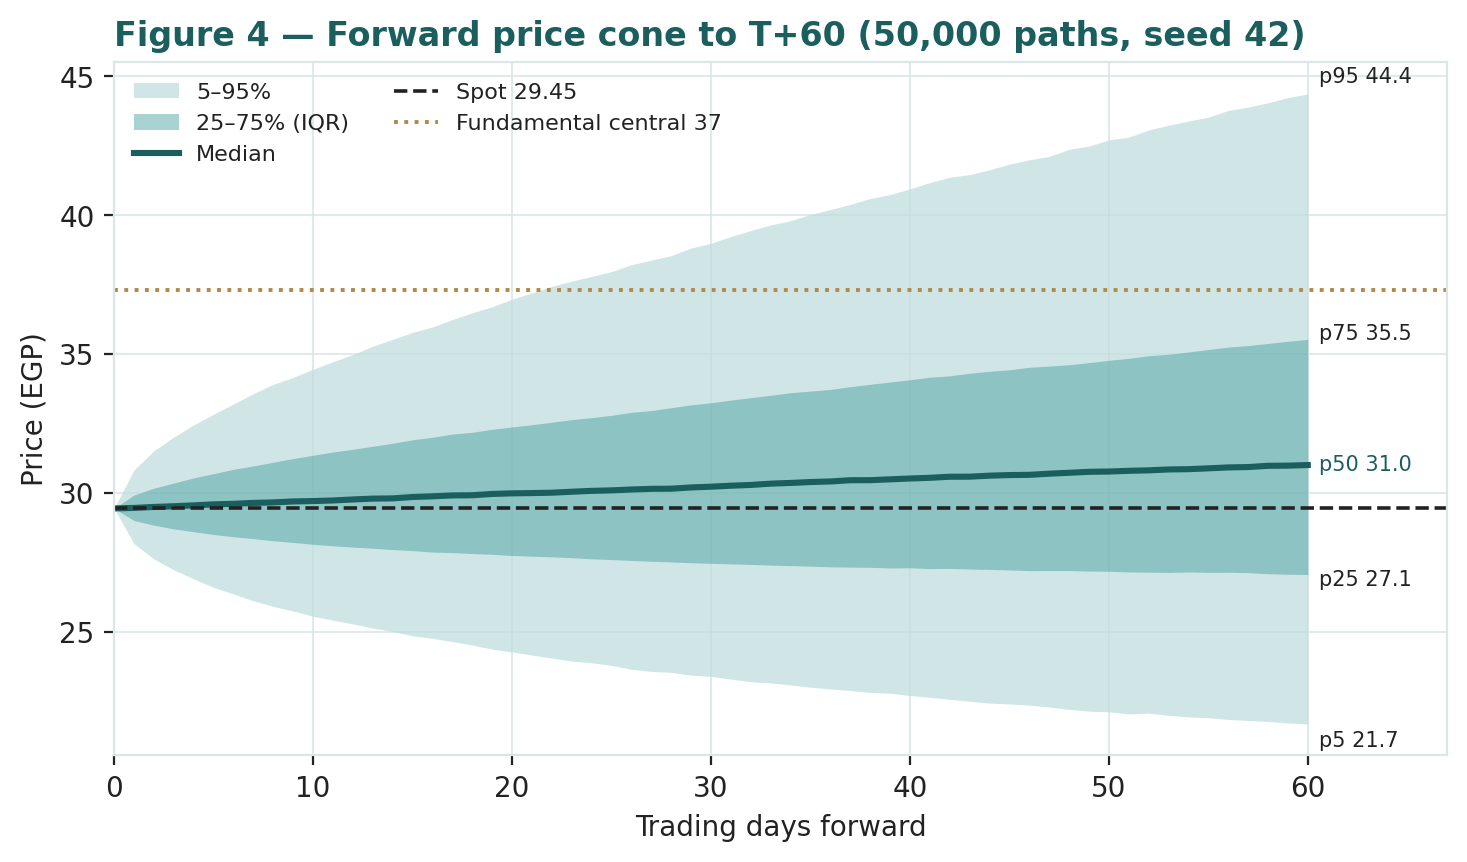 Figure 4 — Forward price cone to T+60 (50,000 paths, seed 42)
5–95%
25–75% (IQR)
Median
Spot 29.45
Fundamental central 37
p95 44.4
p75 35.5
p50 31.0
p25 27.1
p5 21.7
Price (EGP)
45
40
35
30
25
0 10 20 30 40 50 60
Trading days forward